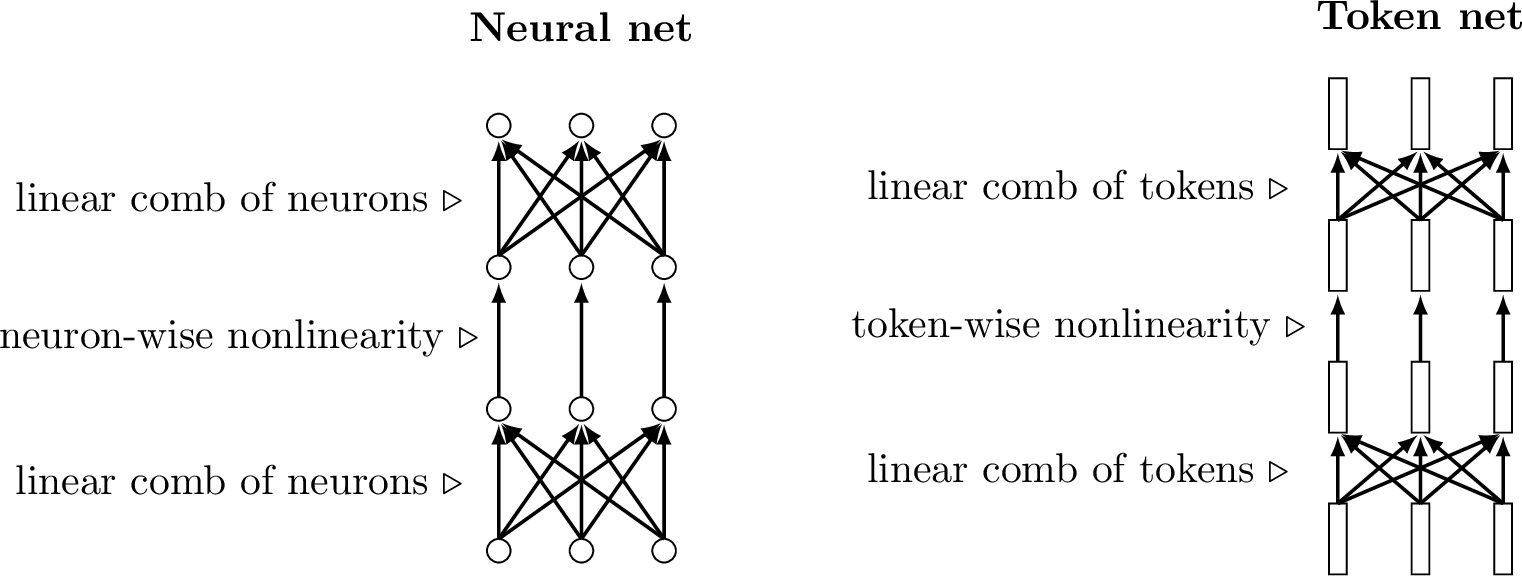 Neural net
linear comb of neurons ▷
neuron-wise nonlinearity ▷
linear comb of neurons ▷
Token net
linear comb of tokens ▷
token-wise nonlinearity ▷
linear comb of tokens ▷